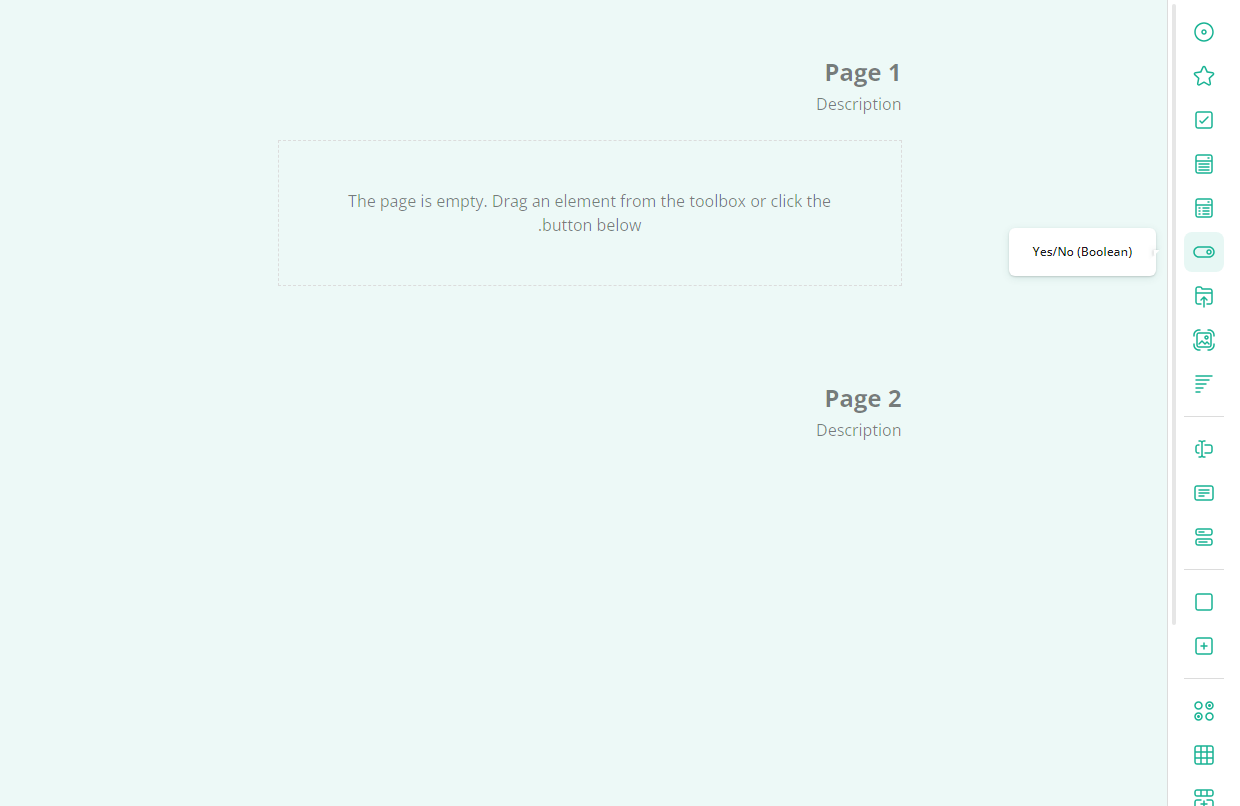 Page 1
Description
The page is empty. Drag an element from the toolbox or click the
.button below
Yes/No (Boolean)
Page 2
Description